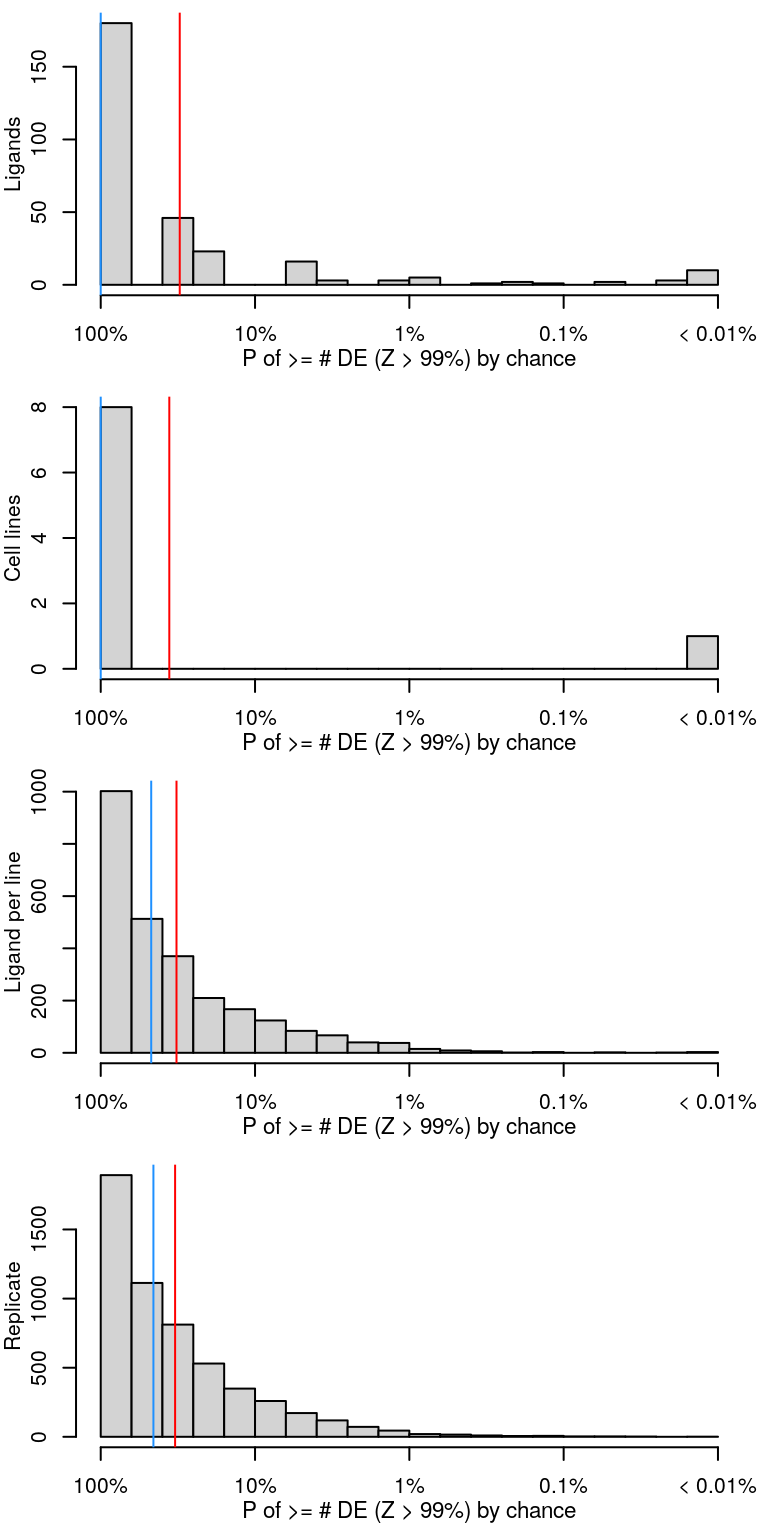 Ligands
150
100
50
0
100% 10% 1% 0.1% < 0.01%
P of >= # DE (Z > 99%) by chance
Cell lines
8
6
4
2
0
100% 10% 1% 0.1% < 0.01%
P of >= # DE (Z > 99%) by chance
Ligand per line
1000
600
200
0
100% 10% 1% 0.1% < 0.01%
P of >= # DE (Z > 99%) by chance
Replicate
1500
1000
500
0
100% 10% 1% 0.1% < 0.01%
P of >= # DE (Z > 99%) by chance